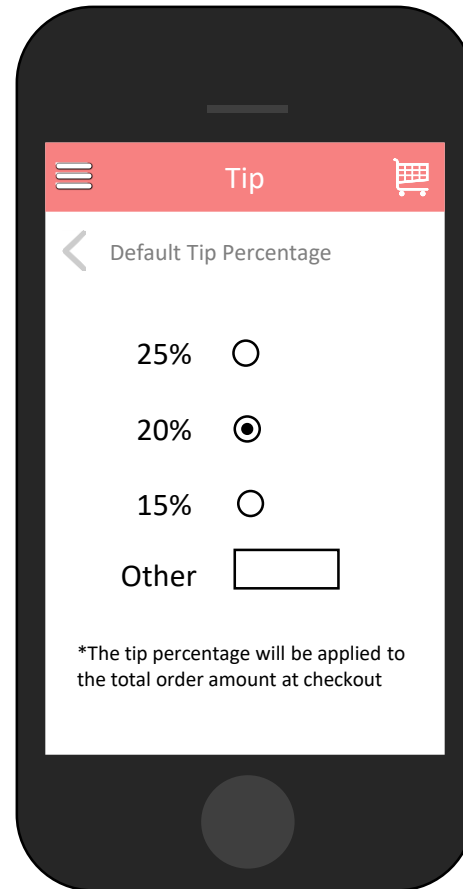 Tip
Default Tip Percentage
25%
20%
15%
Other
*The tip percentage will be applied to
the total order amount at checkout